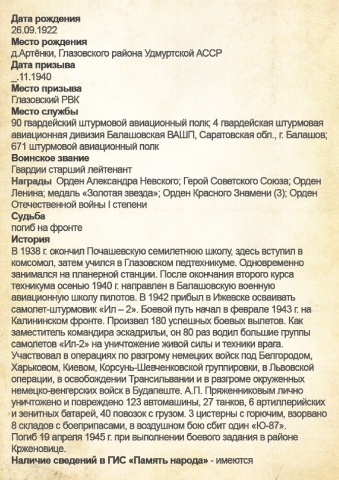 Дата рождения
26.09.1922
Место рождения
д.Артёнки, Глазовского района Удмуртской АССР
Дата призыва
_.11.1940
Место призыва
Глазовский РВК
Место службы
90 гвардейский штурмовой авиационный полк; 4 гвардейская штурмовая
авиационная дивизия Балашовская ВАШП, Саратовская обл., г. Балашов;
671 штурмовой авиационный полк
Воинское звание
Гвардии старший лейтенант
Награды Орден Александра Невского; Герой Советского Союза; Орден
Ленина; медаль «Золотая звезда»; Орден Красного Знамени (3); Орден
Отечественной войны I степени
Судьба
погиб на фронте
История
В 1938 г. окончил Почашевскую семилетнюю школу, здесь вступил в
комсомол, затем учился в Глазовском педтехникуме. Одновременно
занимался на планерной станции. После окончания второго курса
техникума осенью 1940 г. направлен в Балашовскую военную
авиационную школу пилотов. В 1942 прибыл в Ижевске осваивать
самолет-штурмовик «Ил – 2». Боевой путь начал в феврале 1943 г. на
Калининском фронте. Произвел 180 успешных боевых вылетов. Как
заместитель командира эскадрильи, он 80 раз водил большие группы
самолетов «Ил-2» на уничтожение живой силы и техники врага.
Участвовал в операциях по разгрому немецких войск под Белгородом,
Харьковом, Киевом, Корсунь-Шевченковской группировки, в Львовской
операции, в освобождении Трансильвании и в разгроме окруженных
немецко-венгерских войск в Будапеште. А.П. Пряженниковым лично
уничтожено и повреждено 123 автомашины, 27 танков, 6 артиллерийских
и зенитных батарей, 40 повозок с грузом. 3 цистерны с горючим, взорвано
8 складов с боеприпасами, в воздушном бою сбит один «Ю-87».
Погиб 19 апреля 1945 г. при выполнении боевого задания в районе
Крженовице.
Наличие сведений в ГИС «Память народа» - имеются